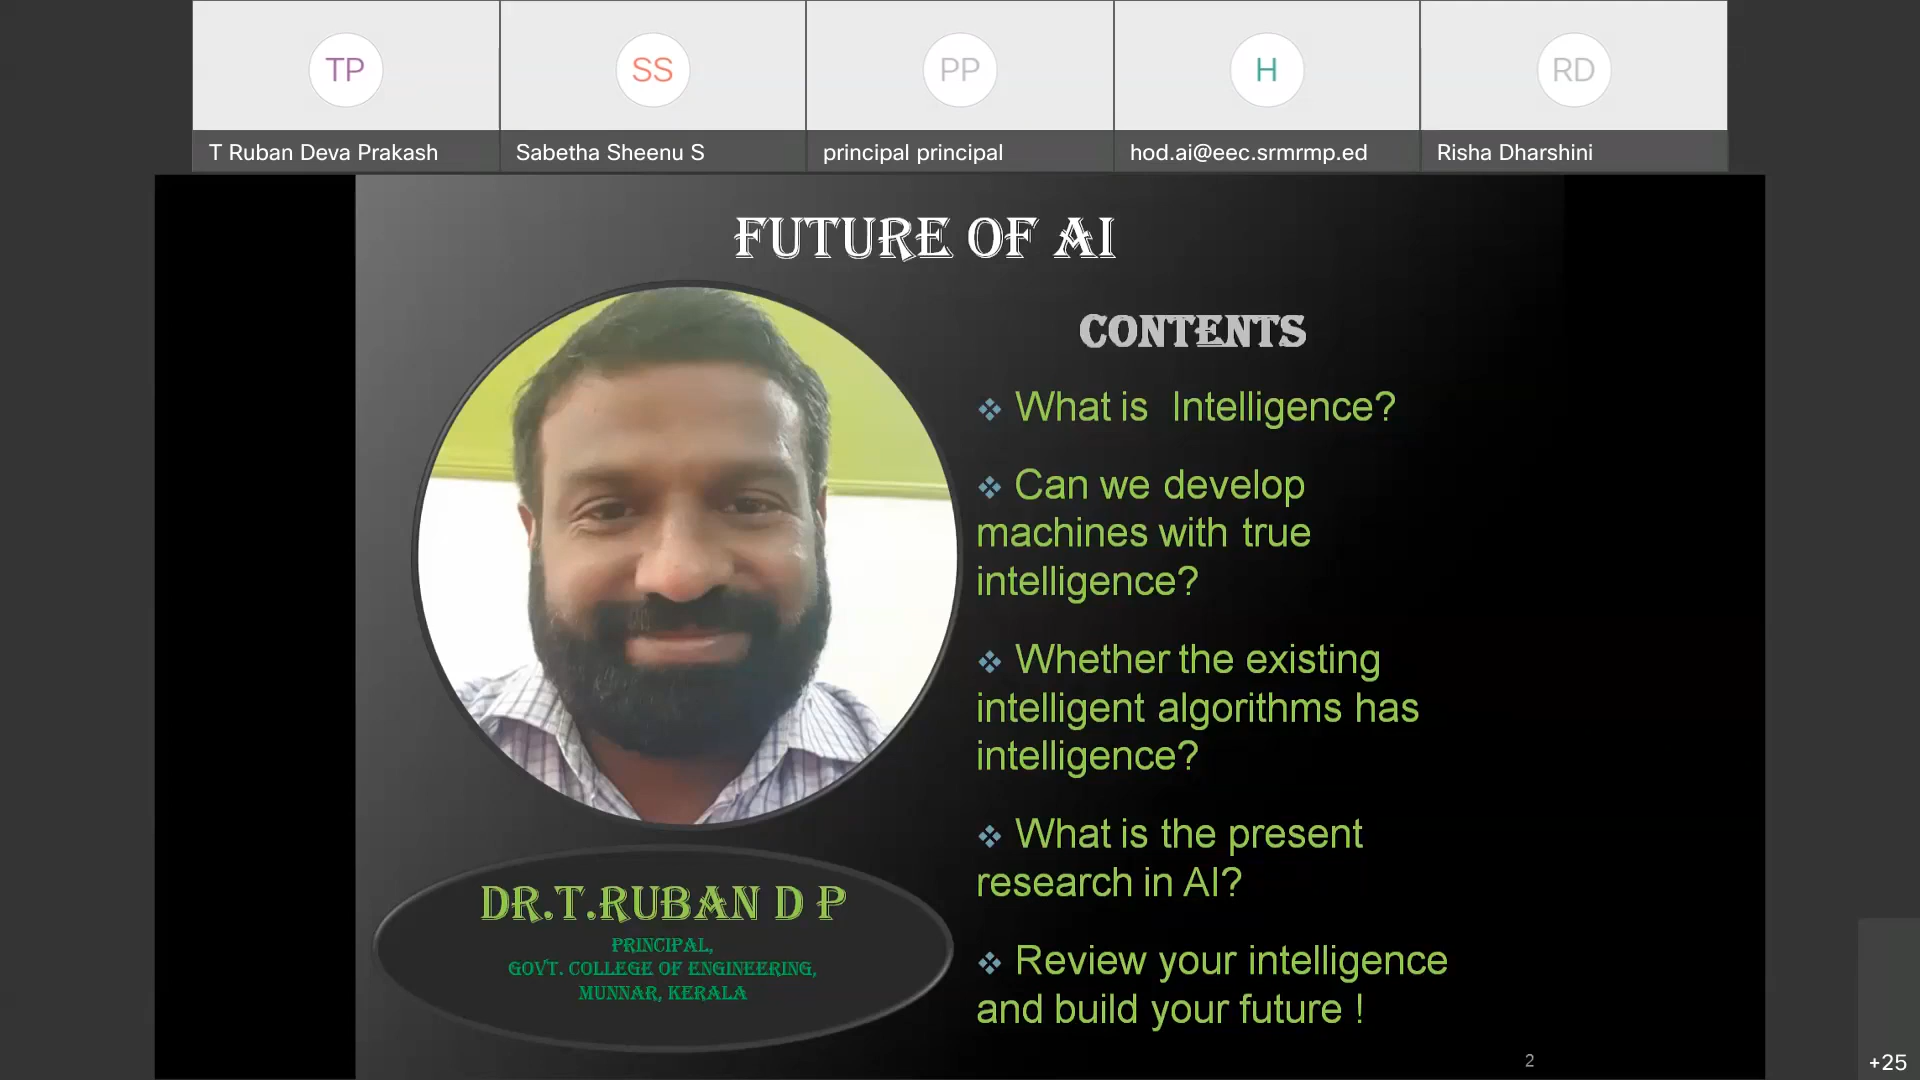 TP
SS
PP
H
RD
T Ruban Deva Prakash
Sabetha Sheenu S
principal principal
hod.ai@eec.srmrmp.ed
Risha Dharshini
FUTURE OF AI
CONTENTS
What is Intelligence?
Can we develop
machines with true
intelligence?
Whether the existing
intelligent algorithms has
intelligence?
What is the present
research in AI?
Review your intelligence
and build your future !
DR.T.RUBAN D P
PRINCIPAL,
GOVT. COLLEGE OF ENGINEERING,
MUNNAR, KERALA
2
+25